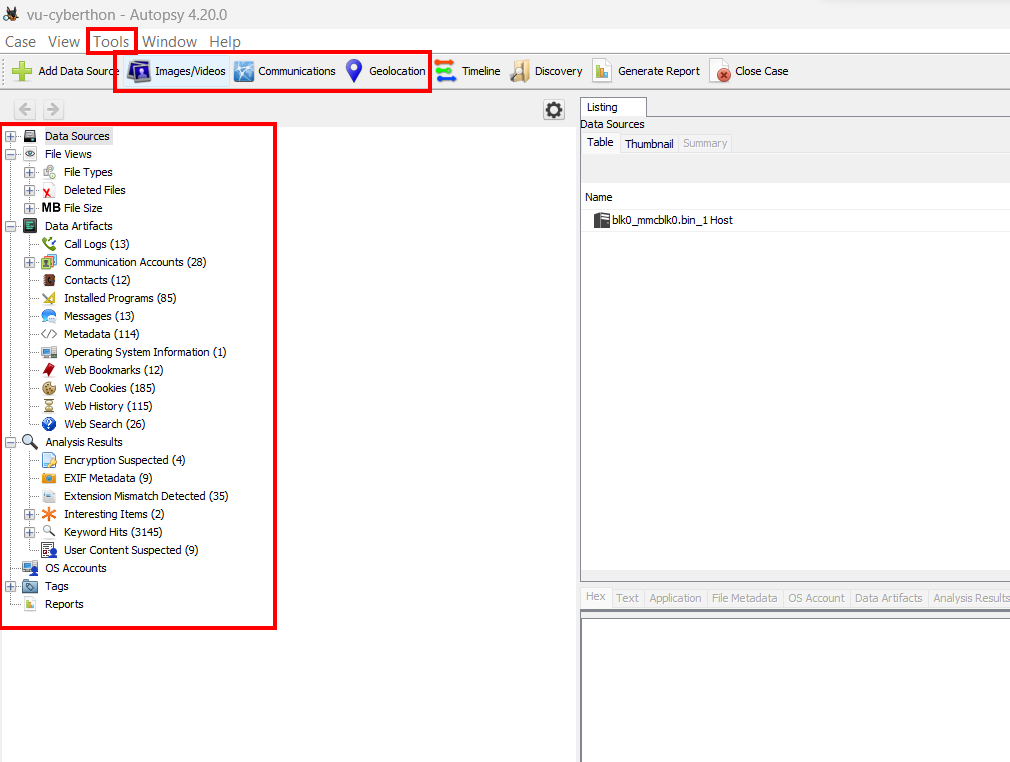 vu-cyberthon - Autopsy 4.20.0
Case View Tools Window Help
Add Data Source Images/Videos Communications Geolocation Timeline Discovery Generate Report Close Case
Data Sources
File Views
File Types
Deleted Files
MB File Size
Data Artifacts
Call Logs (13)
Communication Accounts (28)
Contacts (12)
Installed Programs (85)
Messages (13)
Metadata (114)
Operating System Information (1)
Web Bookmarks (12)
Web Cookies (185)
Web History (115)
Web Search (26)
Analysis Results
Encryption Suspected (4)
EXIF Metadata (9)
Extension Mismatch Detected (35)
Interesting Items (2)
Keyword Hits (3145)
User Content Suspected (9)
OS Accounts
Tags
Reports
Listing
Data Sources
Table Thumbnail Summary
Name
blk0_mmcblk0.bin_1 Host
Hex Text Application File Metadata OS Account Data Artifacts Analysis Results